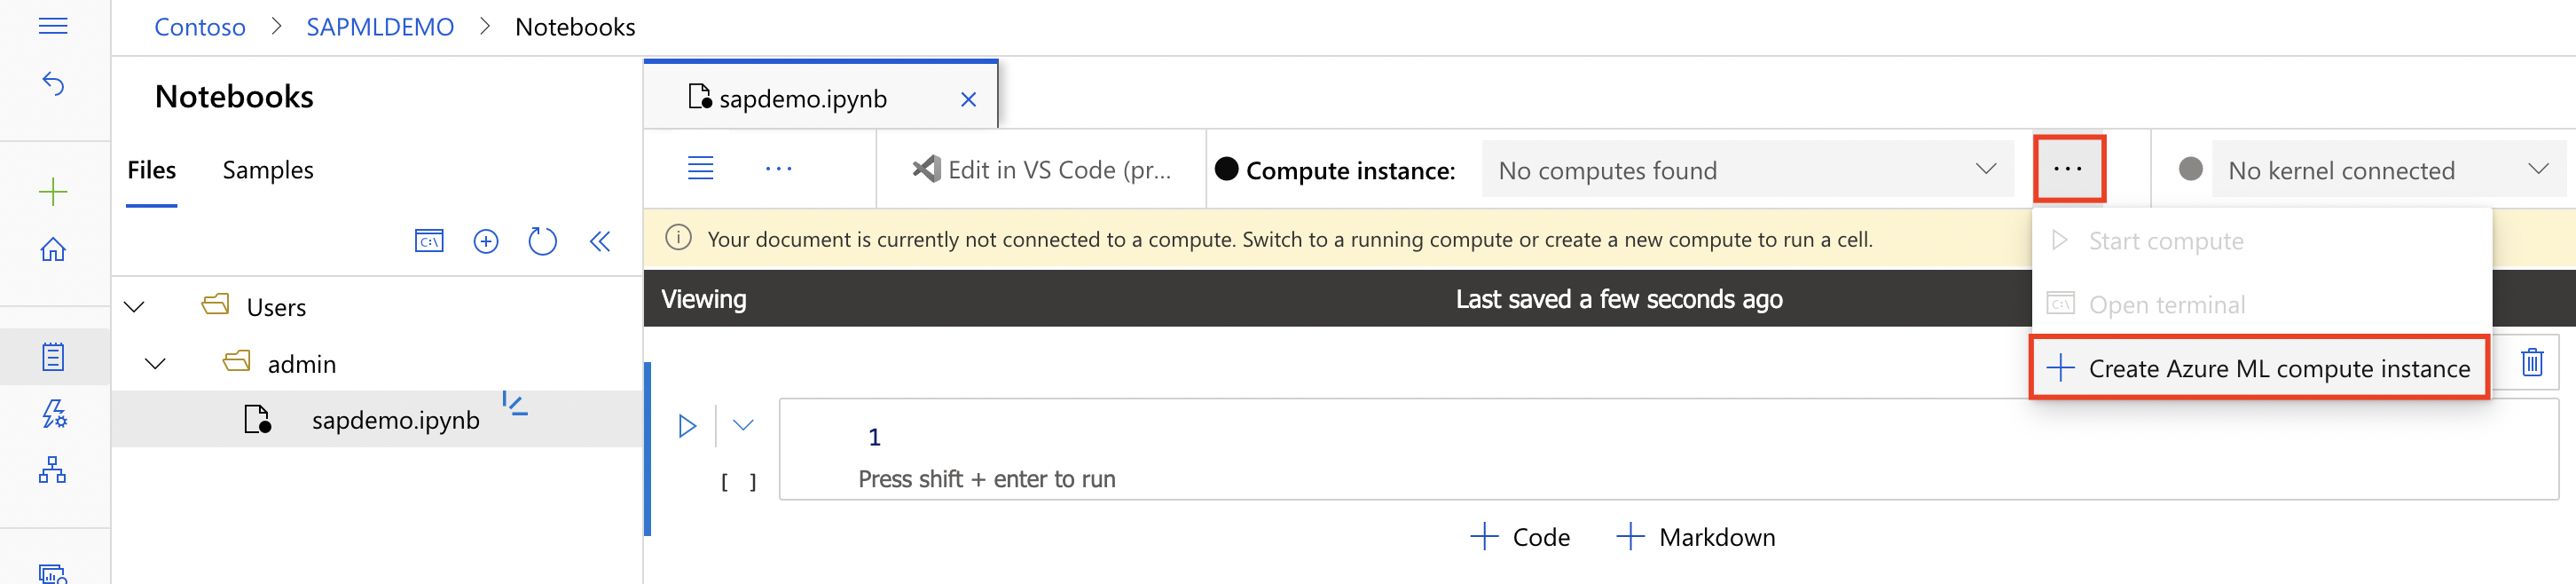 Contoso > SAPMLDEMO > Notebooks
Notebooks
sapdemo.ipynb
Files Samples
... Edit in VS Code (pr... Compute instance: No computes found ... No kernel connected
Your document is currently not connected to a compute. Switch to a running compute or create a new compute to run a cell.
Start compute
Viewing Last saved a few seconds ago
Open terminal
Create Azure ML compute instance
Users
admin
sapdemo.ipynb
1
Press shift + enter to run
[ ]
+ Code + Markdown